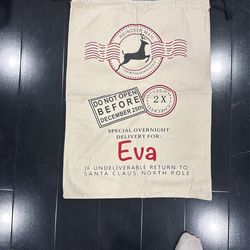 REINDEER MAIL
DO NOT OPEN
BEFORE
DECEMBER 25th
2X
CHECKED
SPECIAL OVERNIGHT
DELIVERY FOR:
Eva
IF UNDELIVERABLE RETURN TO
SANTA CLAUS, NORTH POLE